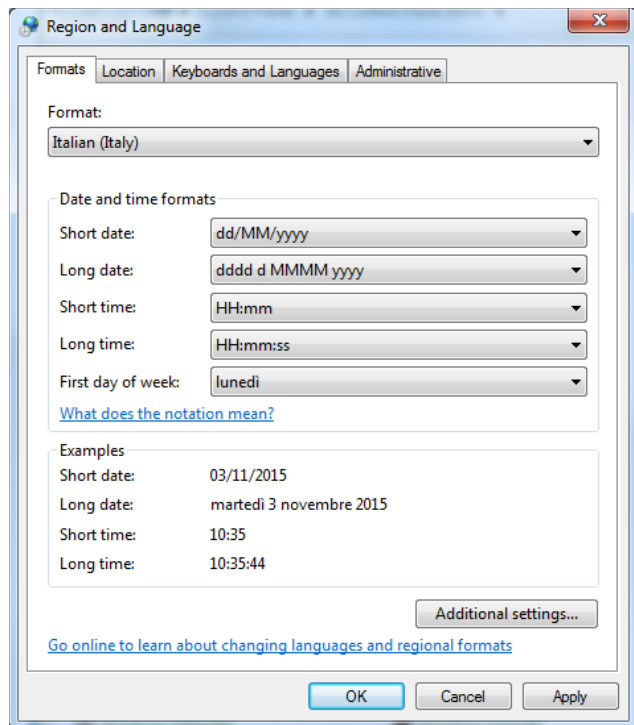 Region and Language
Formats Location Keyboards and Languages Administrative
Format:
Italian (Italy)
Date and time formats
Short date: dd/MM/yyyy
Long date: dddd d MMMM yyyy
Short time: HH:mm
Long time: HH:mm:ss
First day of week: lunedì
What does the notation mean?
Examples
Short date: 03/11/2015
Long date: martedì 3 novembre 2015
Short time: 10:35
Long time: 10:35:44
Additional settings...
Go online to learn about changing languages and regional formats
OK Cancel Apply